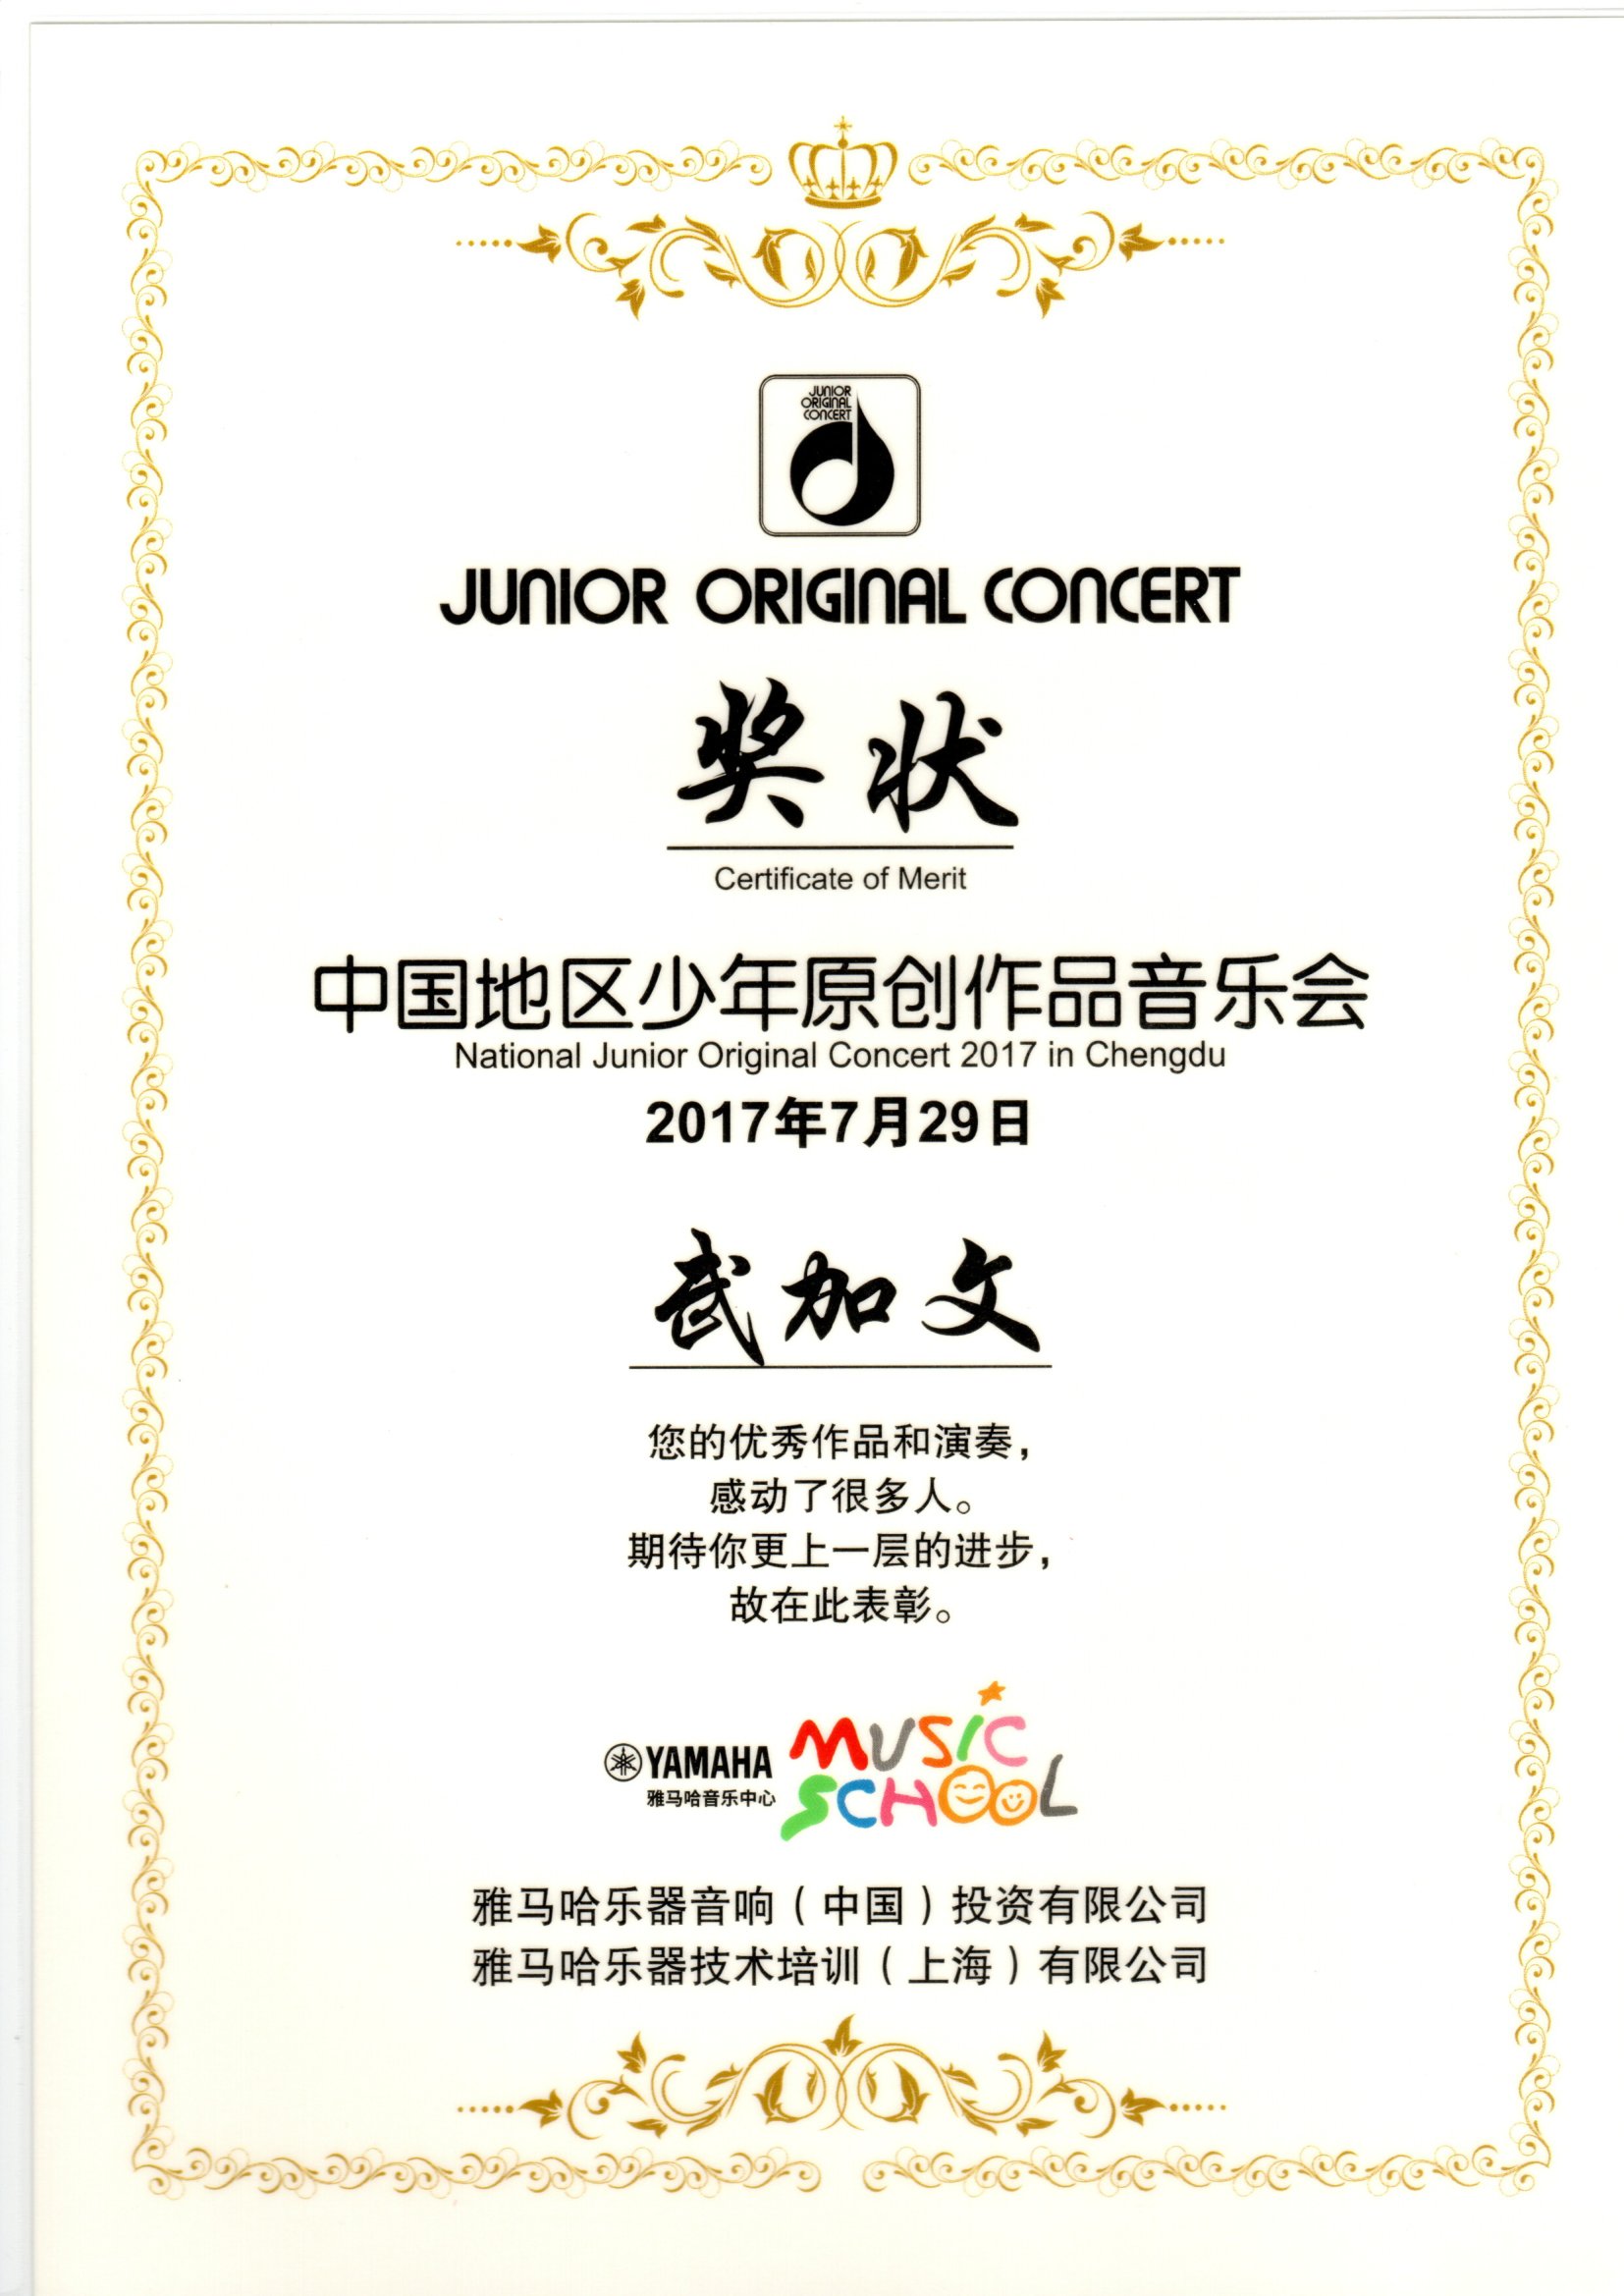 JUNIOR
ORIGINAL
CONCERT
JUNIOR ORIGINAL CONCERT
奖状
Certificate of Merit
中国地区少年原创作品音乐会
National Junior Original Concert 2017 in Chengdu
2017年7月29日
武加文
您的优秀作品和演奏，
感动了很多人。
期待你更上一层的进步，
故在此表彰。
YAMAHA
雅马哈音乐中心
MUSIC
SCHOOL
雅马哈乐器音响（中国）投资有限公司
雅马哈乐器技术培训（上海）有限公司